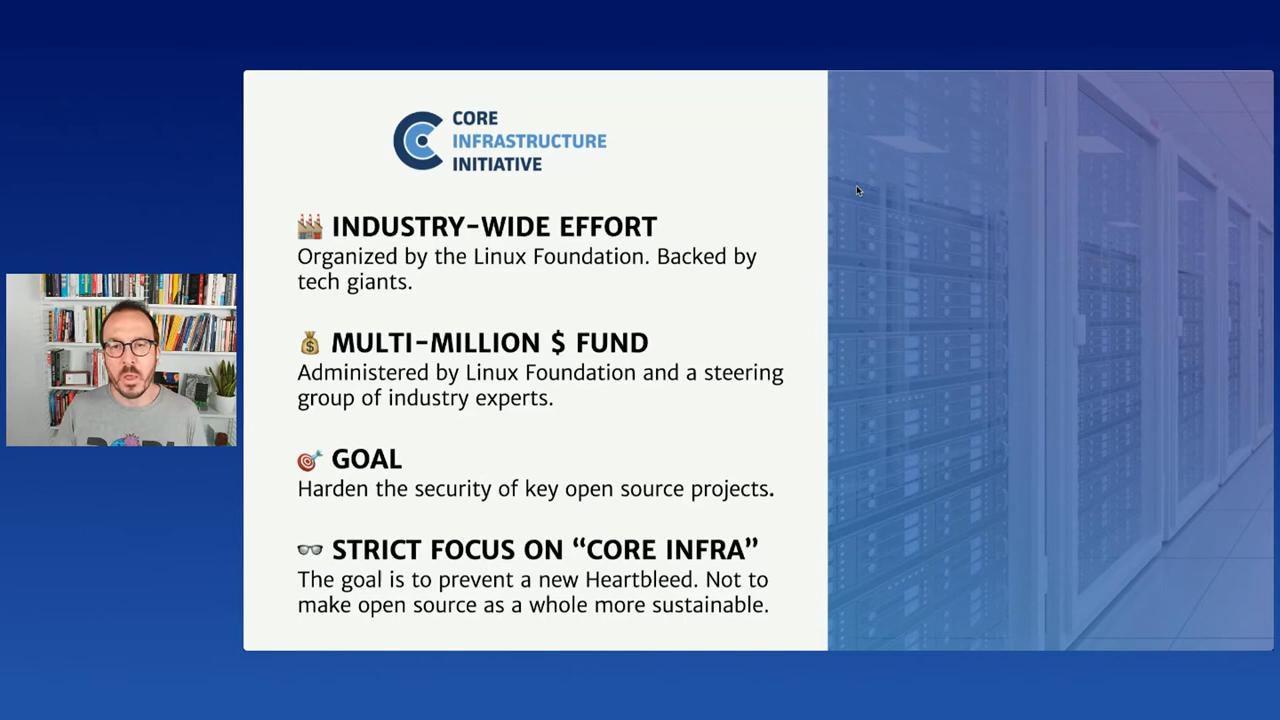 CORE
INFRASTRUCTURE
INITIATIVE
INDUSTRY-WIDE EFFORT
Organized by the Linux Foundation. Backed by
tech giants.
MULTI-MILLION $ FUND
Administered by Linux Foundation and a steering
group of industry experts.
GOAL
Harden the security of key open source projects.
STRICT FOCUS ON “CORE INFRA”
The goal is to prevent a new Heartbleed. Not to
make open source as a whole more sustainable.